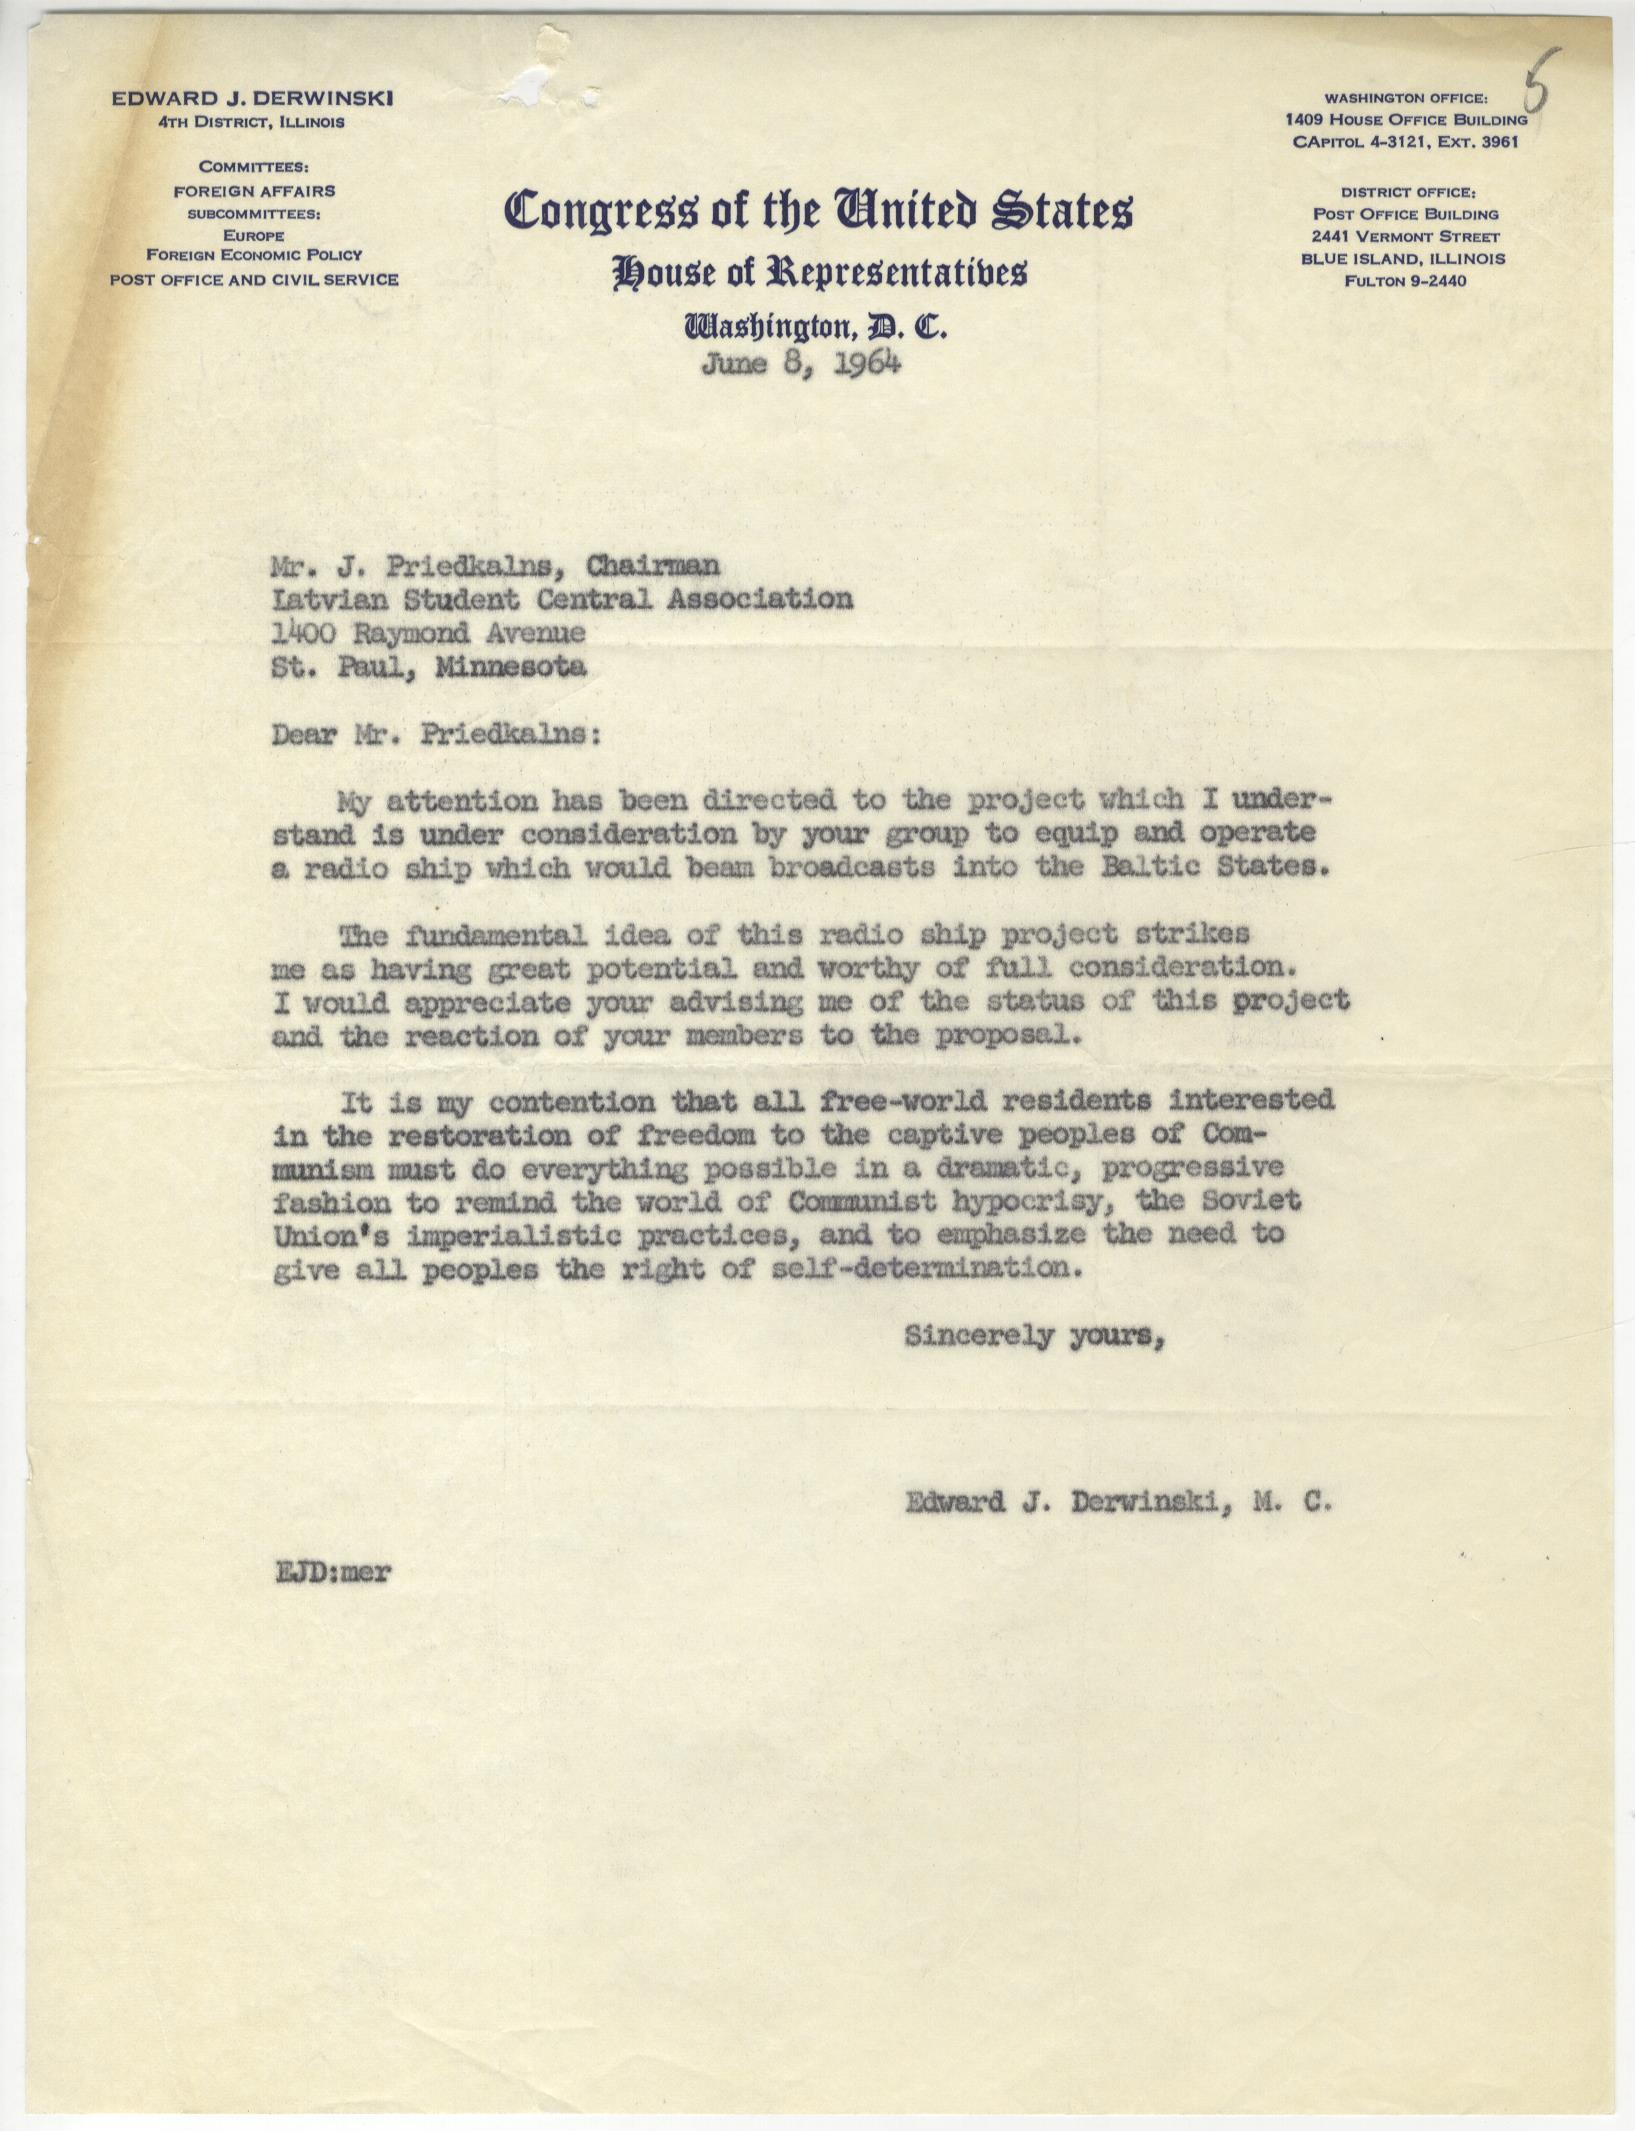 5
EDWARD J. DERWINSKI
4TH DISTRICT, ILLINOIS
COMMITTEES:
FOREIGN AFFAIRS
SUBCOMMITTEES:
EUROPE
FOREIGN ECONOMIC POLICY
POST OFFICE AND CIVIL SERVICE
WASHINGTON OFFICE:
1409 HOUSE OFFICE BUILDING
CAPITOL 4-3121, EXT. 3961
DISTRICT OFFICE:
POST OFFICE BUILDING
2441 VERMONT STREET
BLUE ISLAND, ILLINOIS
FULTON 9-2440
Congress of the United States
House of Representatives
Washington, D. C.
June 8, 1964
Mr. J. Priedkalns, Chairman
Latvian Student Central Association
1400 Raymond Avenue
St. Paul, Minnesota
Dear Mr. Priedkalns:
My attention has been directed to the project which I under-
stand is under consideration by your group to equip and operate
a radio ship which would beam broadcasts into the Baltic States.
The fundamental idea of this radio ship project strikes
me as having great potential and worthy of full consideration.
I would appreciate your advising me of the status of this project
and the reaction of your members to the proposal.
It is my contention that all free-world residents interested
in the restoration of freedom to the captive peoples of Com-
munism must do everything possible in a dramatic, progressive
fashion to remind the world of Communist hypocrisy, the Soviet
Union's imperialistic practices, and to emphasize the need to
give all peoples the right of self-determination.
Sincerely yours,
Edward J. Derwinski, M. C.
EJD:mer